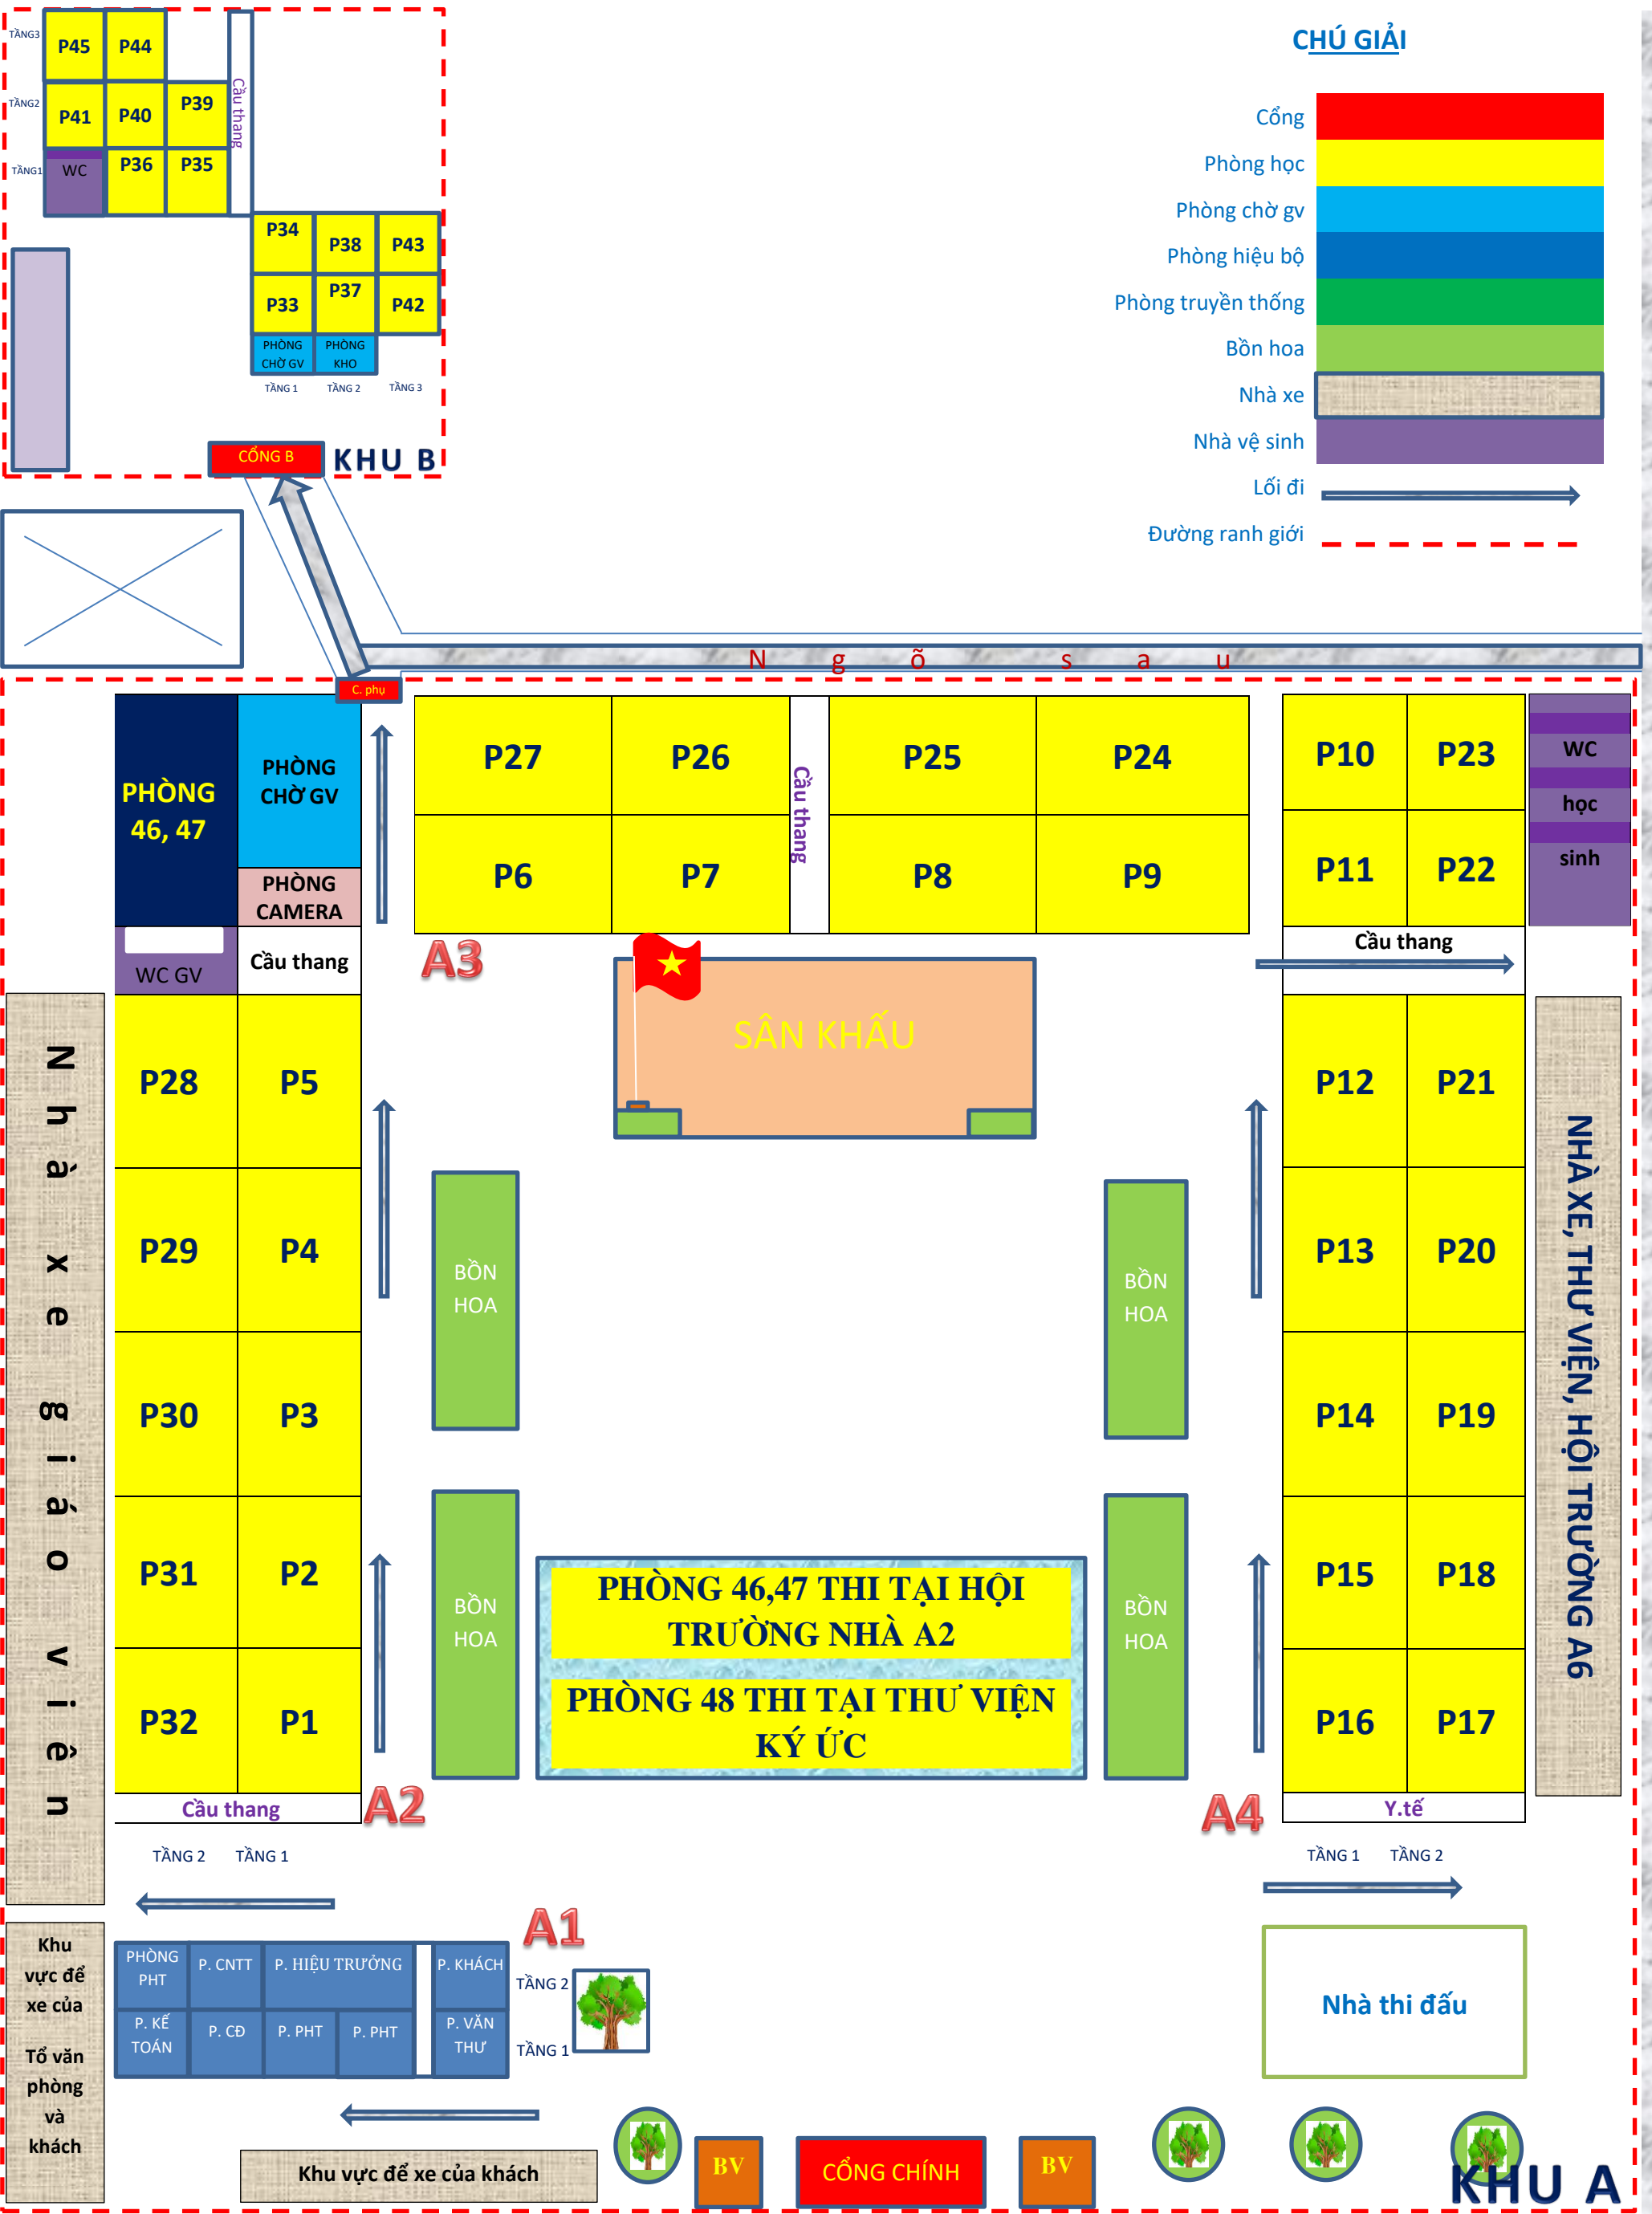 CHÚ GIẢI
Cổng
Phòng học
Phòng chờ gv
Phòng hiệu bộ
Phòng truyền thống
Bồn hoa
Nhà xe
Nhà vệ sinh
Lối đi
Đường ranh giới
TẦNG3
P45
P44
TẦNG2
P41
P40
P39
Cầu thang
TẦNG1
WC
P36
P35
P34
P38
P43
P33
P37
P42
PHÒNG
CHỜ GV
PHÒNG
KHO
TẦNG 1
TẦNG 2
TẦNG 3
CỔNG B
KHU B
Ngõ sau
C. phụ
PHÒNG
46, 47
PHÒNG
CHỜ GV
PHÒNG
CAMERA
WC GV
Cầu thang
P27
P26
Cầu thang
P25
P24
P6
P7
P8
P9
P10
P23
P11
P22
WC
học
sinh
Cầu thang
A3
SÂN KHẤU
Nhà xe giáo viên
P28
P5
P29
P4
P30
P3
P31
P2
P32
P1
Cầu thang
A2
TẦNG 2
TẦNG 1
BỒN
HOA
BỒN
HOA
BỒN
HOA
BỒN
HOA
PHÒNG 46,47 THI TẠI HỘI
TRƯỜNG NHÀ A2
PHÒNG 48 THI TẠI THƯ VIỆN
KÝ ỨC
P12
P21
P13
P20
P14
P19
P15
P18
P16
P17
A4
Y.tế
TẦNG 1
TẦNG 2
NHÀ XE, THƯ VIỆN, HỘI TRƯỜNG A6
Khu
vực để
xe của
Tổ văn
phòng
và
khách
A1
PHÒNG
PHT
P. CNTT
P. HIỆU TRƯỞNG
P. KHÁCH
TẦNG 2
P. KẾ
TOÁN
P. CĐ
P. PHT
P. PHT
P. VĂN
THƯ
TẦNG 1
Nhà thi đấu
Khu vực để xe của khách
BV
CỔNG CHÍNH
BV
KHU A